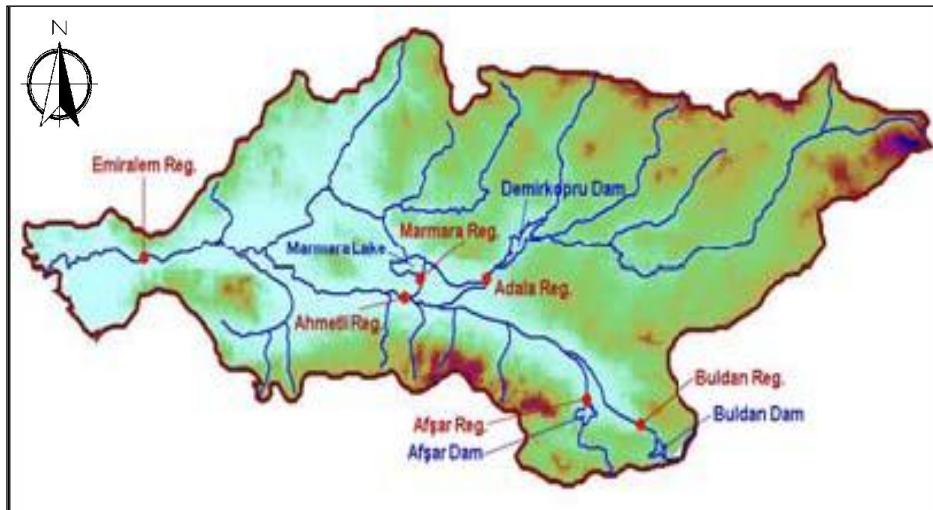 N
Emiralem Reg.
Demirkopru Dam
Marmara Reg.
Marmara Lake
Adala Reg.
Ahmetli Reg.
Buldan Reg.
Afşar Reg.
Buldan Dam
Afşar Dam